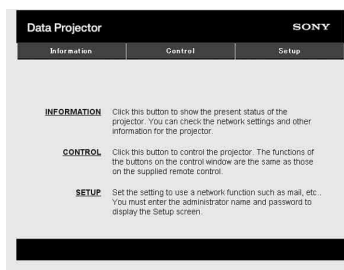 Data Projector SONY
Information Control Setup
INFORMATION Click this button to show the present status of the
projector. You can check the network settings and other
information for the projector.
CONTROL Click this button to control the projector. The functions of
the buttons on the control window are the same as those
on the supplied remote control.
SETUP Set the setting to use a network function such as mail, etc..
You must enter the administrator name and password to
display the Setup screen.